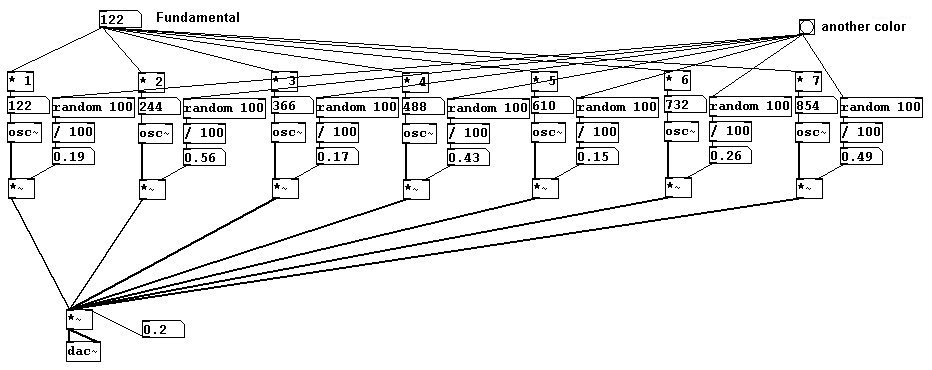 122 Fundamental another color
* 1 * 2 * 3 * 4 * 5 * 6 * 7
122 random 100 244 random 100 366 random 100 488 random 100 610 random 100 732 random 100 854 random 100
osc~ / 100 osc~ / 100 osc~ / 100 osc~ / 100 osc~ / 100 osc~ / 100 osc~ / 100
0.19 0.56 0.17 0.43 0.15 0.26 0.49
*~ *~ *~ *~ *~ *~ *~
*~ 0.2
dac~